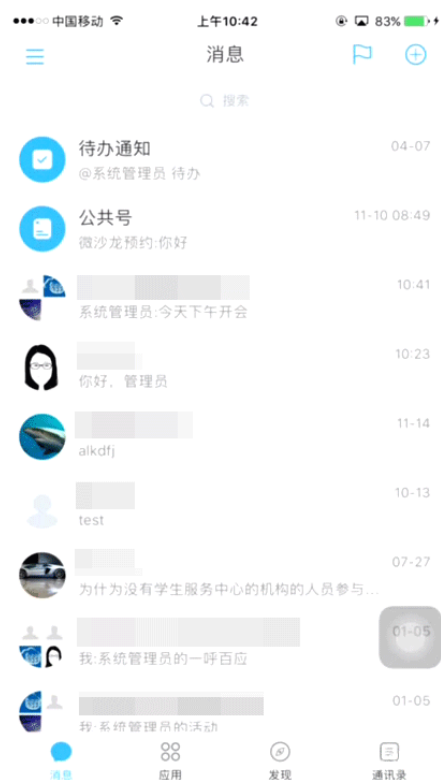 中国移动 上午10:42 83%
消息
搜索
待办通知 04-07
@系统管理员 待办
公共号 11-10 08:49
微沙龙预约:你好
10:41
系统管理员:今天下午开会
10:23
你好，管理员
11-14
alkdfj
10-13
test
07-27
为什为没有学生服务中心的机构的人员参与...
01-05
我:系统管理员的一呼百应
01-05
我:系统管理员的活动
消息 应用 发现 通讯录